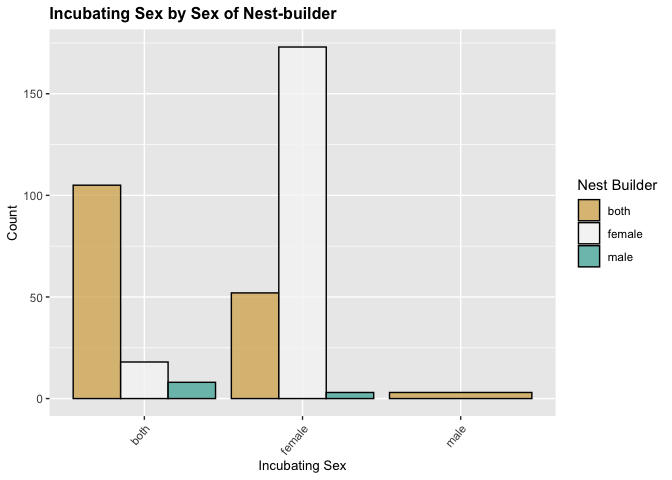 Incubating Sex by Sex of Nest-builder
150
100
50
0
Count
both
female
male
Incubating Sex
Nest Builder
both
female
male